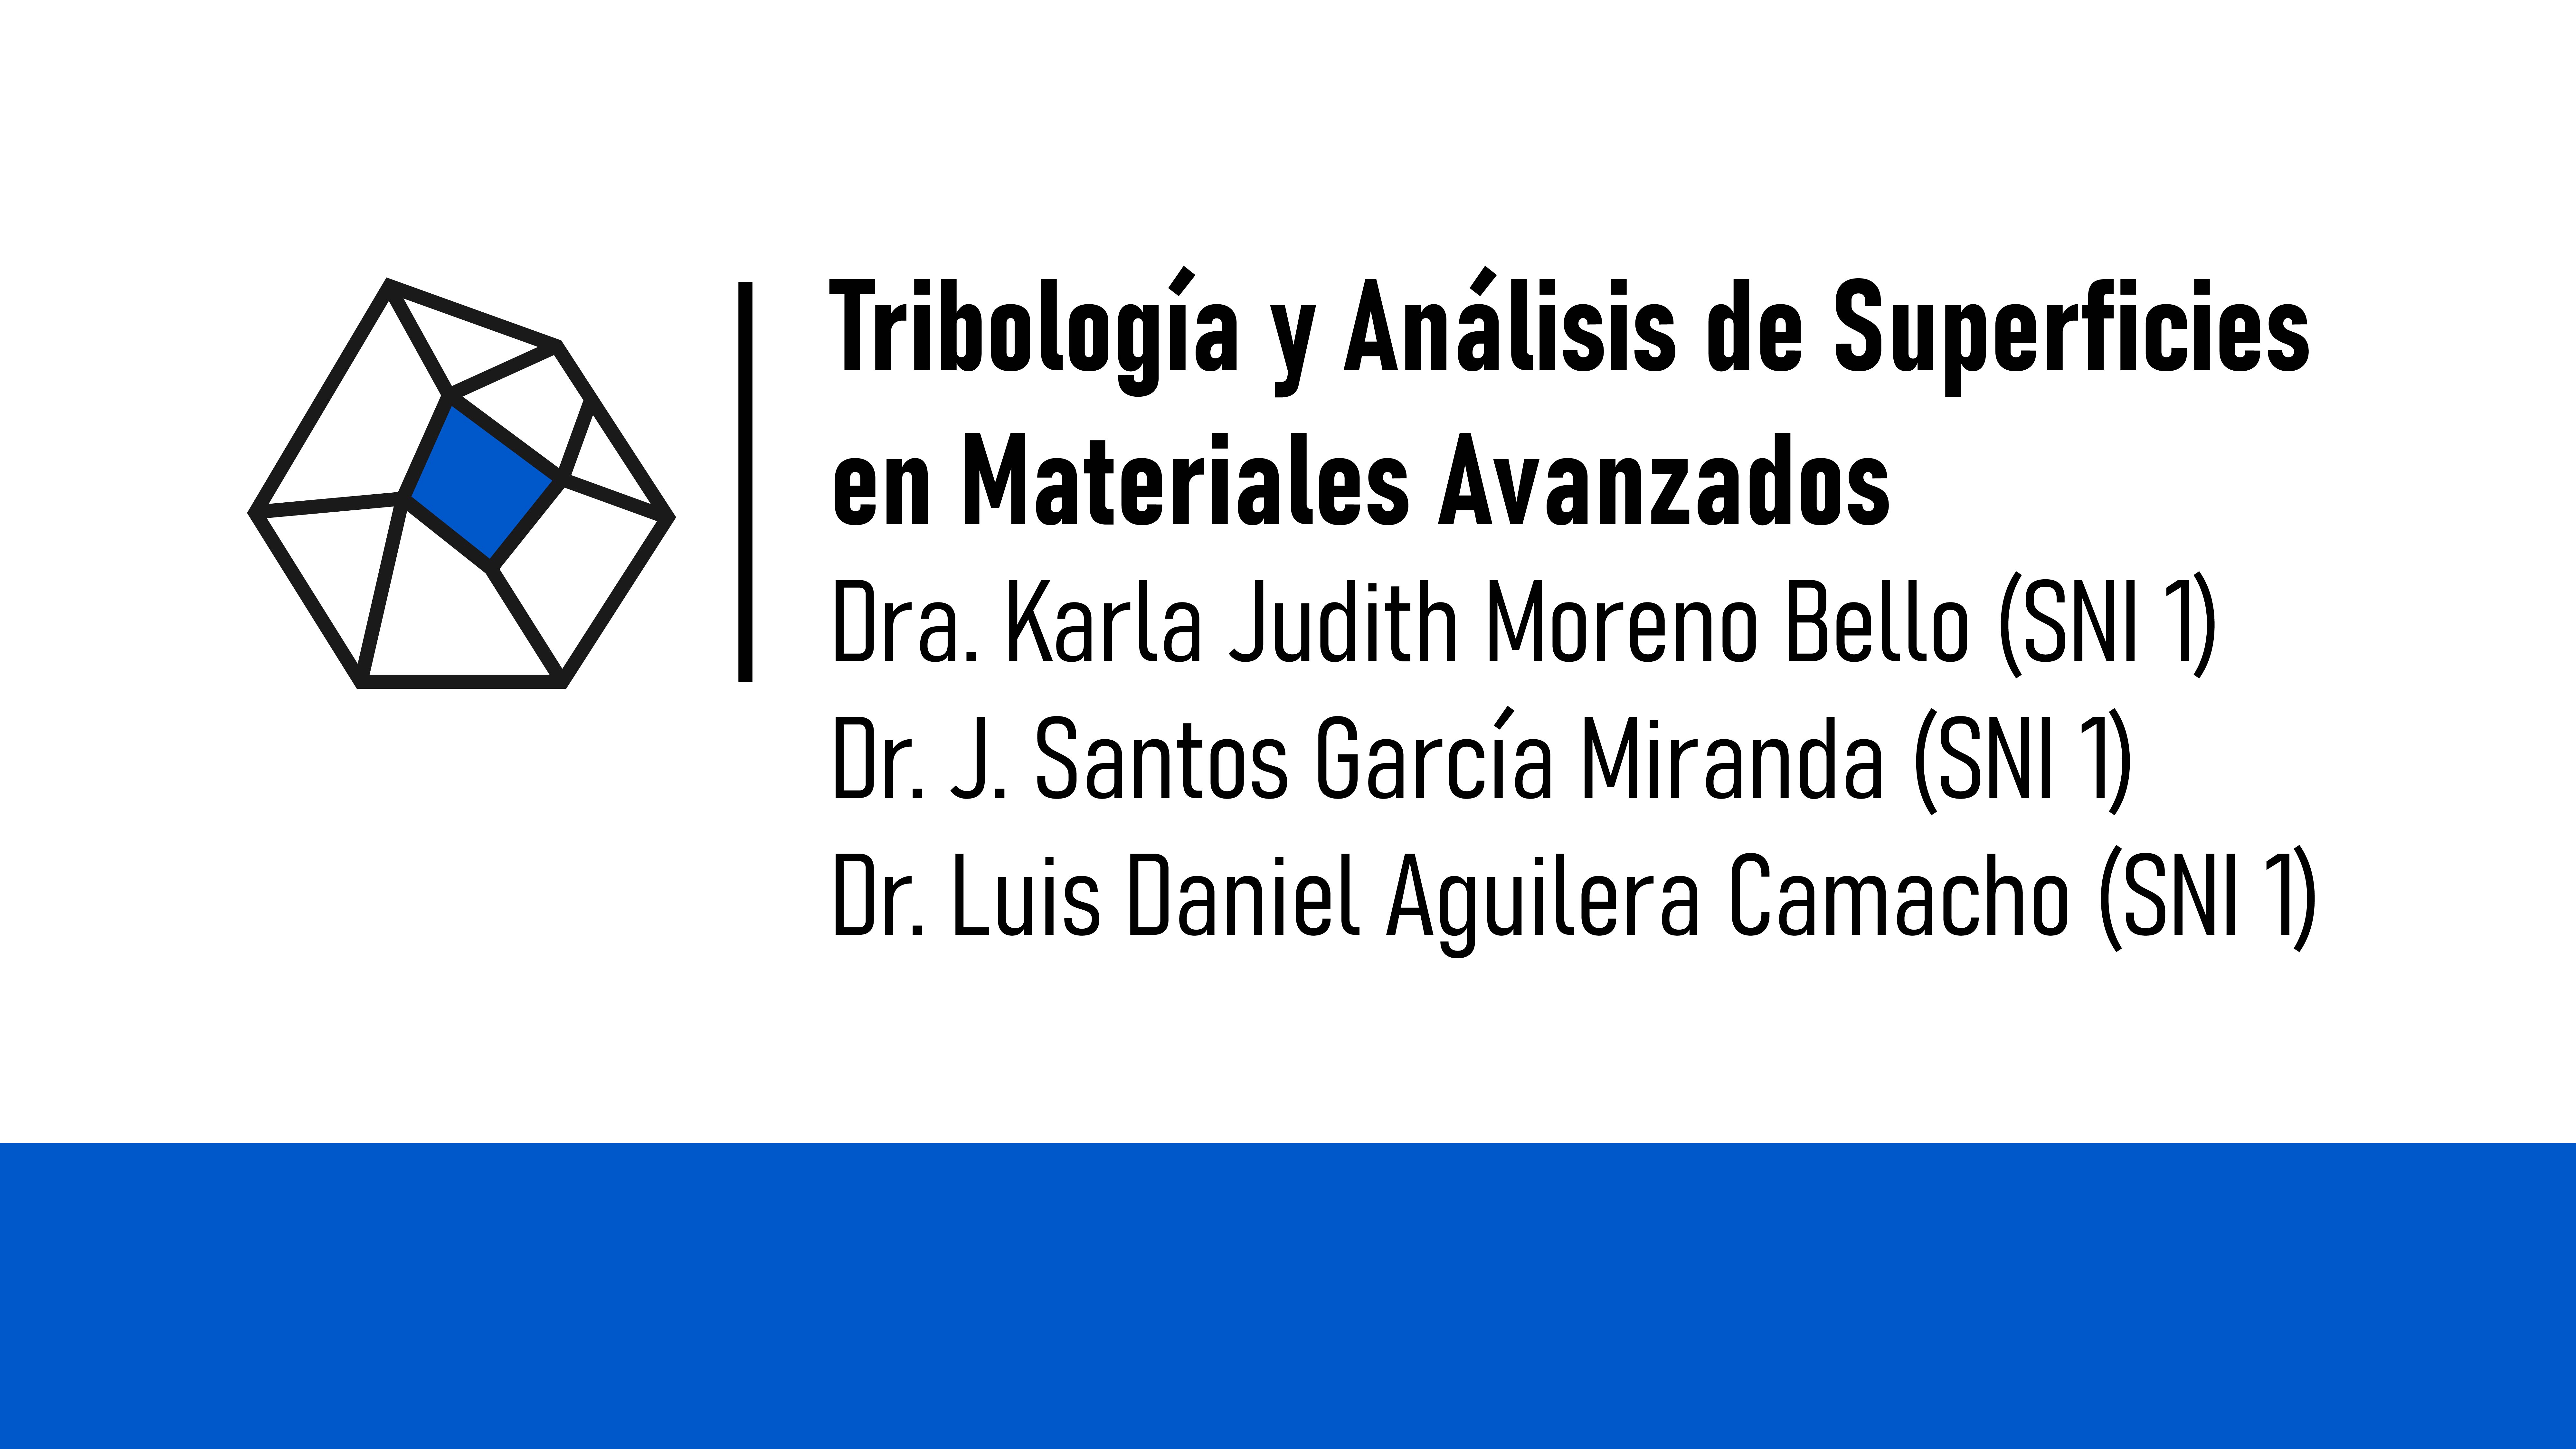 Tribología y Análisis de Superficies
en Materiales Avanzados
Dra. Karla Judith Moreno Bello (SNI 1)
Dr. J. Santos García Miranda (SNI 1)
Dr. Luis Daniel Aguilera Camacho (SNI 1)